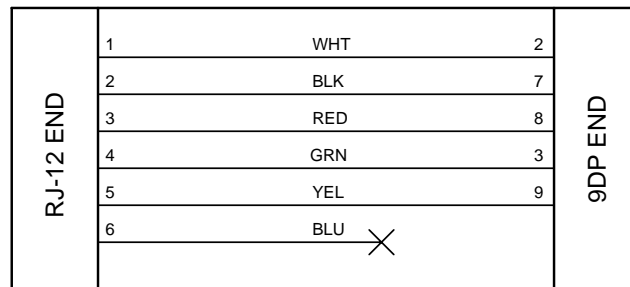 RJ-12 END
1 WHT 2
2 BLK 7
3 RED 8
4 GRN 3
5 YEL 9
6 BLU
9DP END